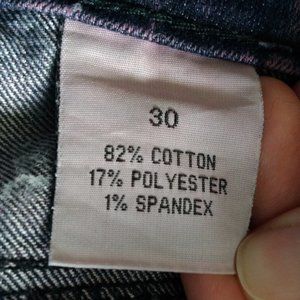 30
82% COTTON
17% POLYESTER
1% SPANDEX